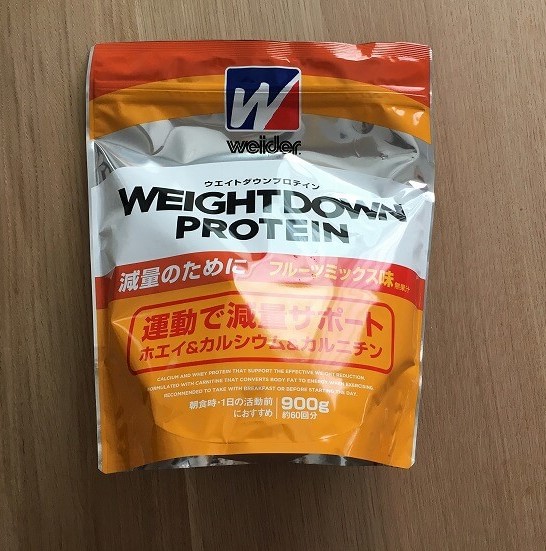 W
weider
ウエイトダウンプロテイン
WEIGHT DOWN
PROTEIN
減量のために フルーツミックス味 無果汁
運動で減量サポート
ホエイ&カルシウム&カルニチン
CALCIUM AND WHEY PROTEIN THAT SUPPORT THE EFFECTIVE WEIGHT REDUCTION
FORMULATED WITH CARNITINE THAT CONVERTS BODY FAT TO ENERGY WHEN EXERCISING.
RECOMMENDED TO TAKE WITH BREAKFAST OR BEFORE STARTING THE DAY
朝食時・1日の活動前
におすすめ
900g
約60回分